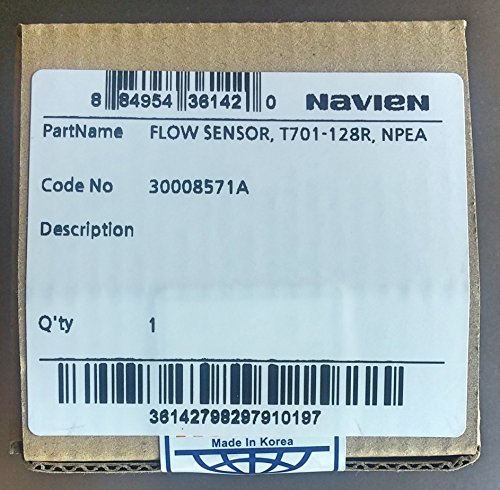 8 84954 36142 0 NAVIEN
PartName FLOW SENSOR, T701-128R, NPEA
Code No 30008571A
Description
Q'ty 1
36142798297910197
Made In Korea